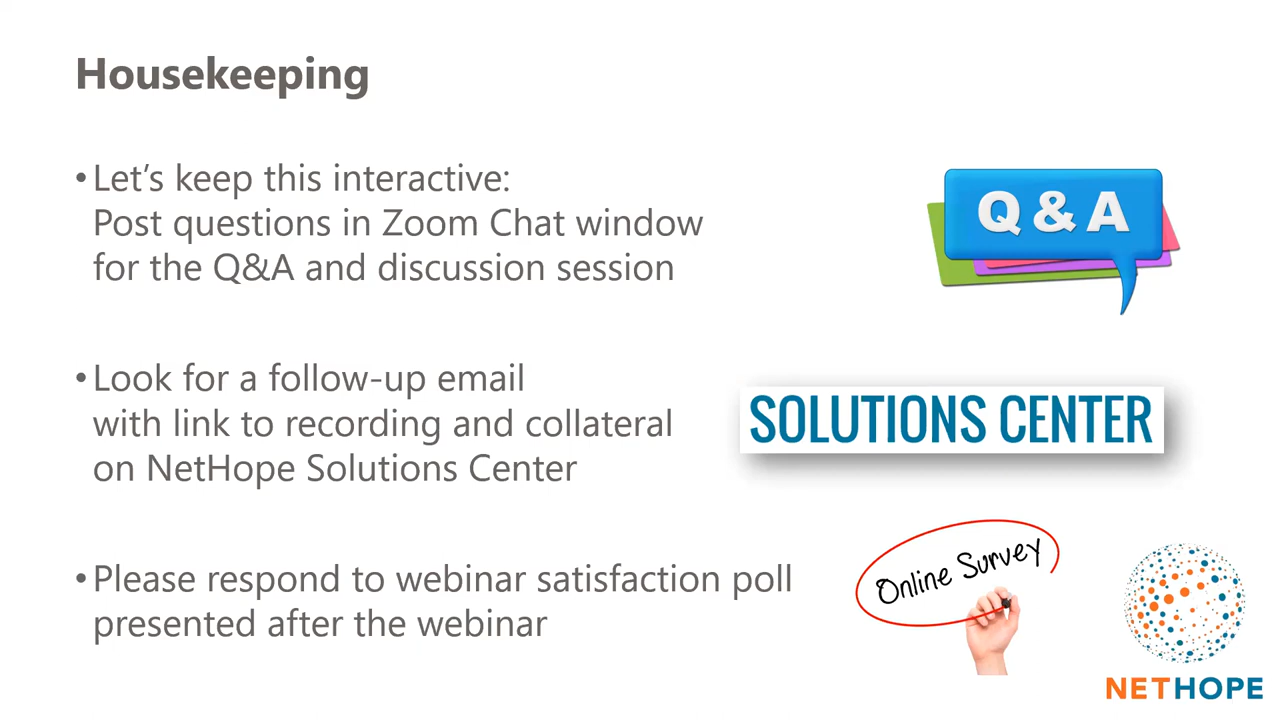 Housekeeping
•Let’s keep this interactive:
Post questions in Zoom Chat window
for the Q&A and discussion session
Q & A
•Look for a follow-up email
with link to recording and collateral
on NetHope Solutions Center
SOLUTIONS CENTER
•Please respond to webinar satisfaction poll
presented after the webinar
Online Survey
NETHOPE